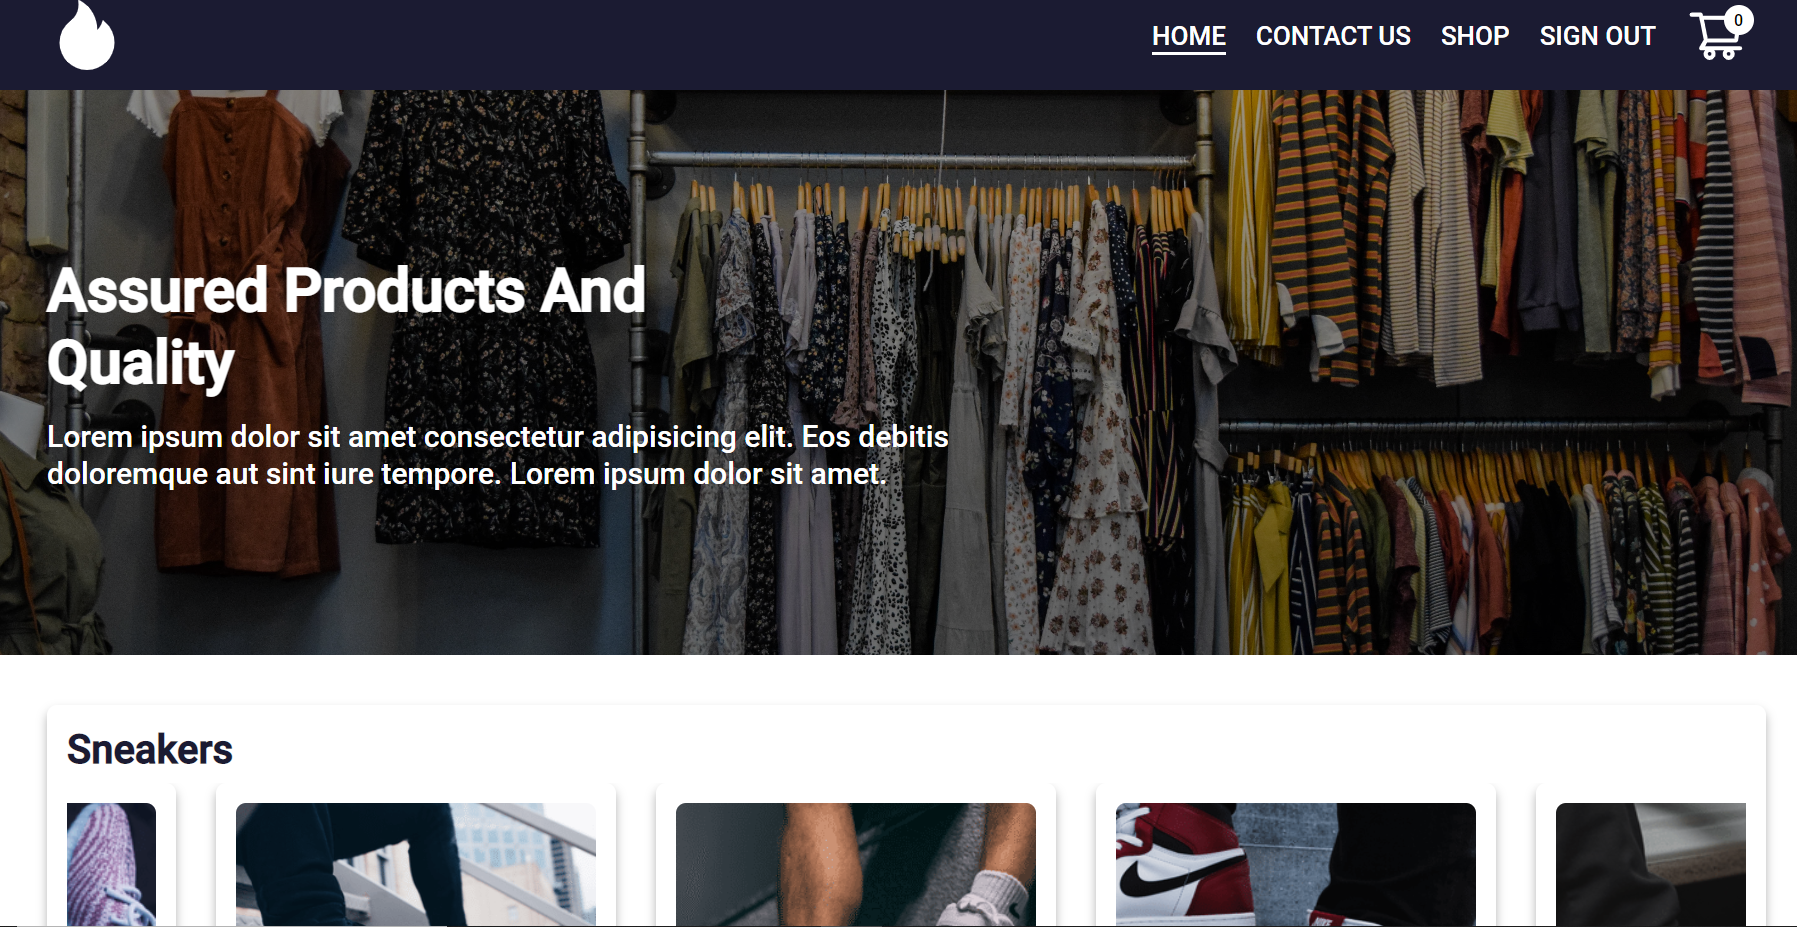 HOME CONTACT US SHOP SIGN OUT 0
Assured Products And
Quality
Lorem ipsum dolor sit amet consectetur adipisicing elit. Eos debitis
doloremque aut sint iure tempore. Lorem ipsum dolor sit amet.
Sneakers
NIKE